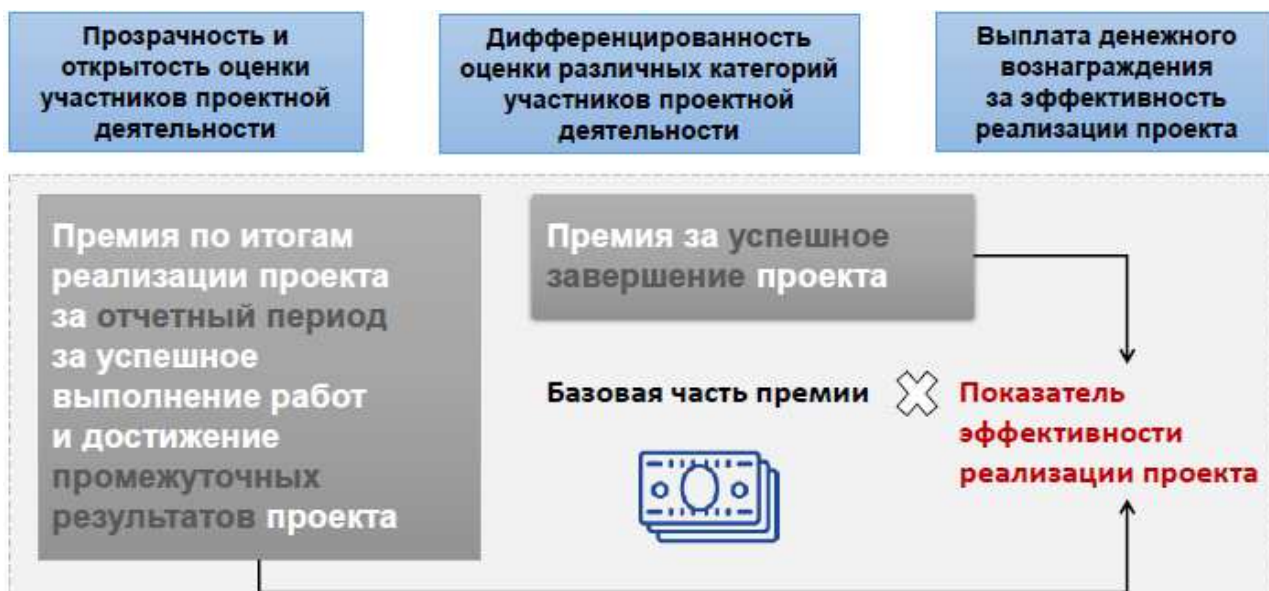 Прозрачность и
открытость оценки
участников проектной
деятельности
Дифференцированность
оценки различных категорий
участников проектной
деятельности
Выплата денежного
вознаграждения
за эффективность
реализации проекта
Премия по итогам
реализации проекта
за отчетный период
за успешное
выполнение работ
и достижение
промежуточных
результатов проекта
Премия за успешное
завершение проекта
Базовая часть премии
Показатель
эффективности
реализации проекта